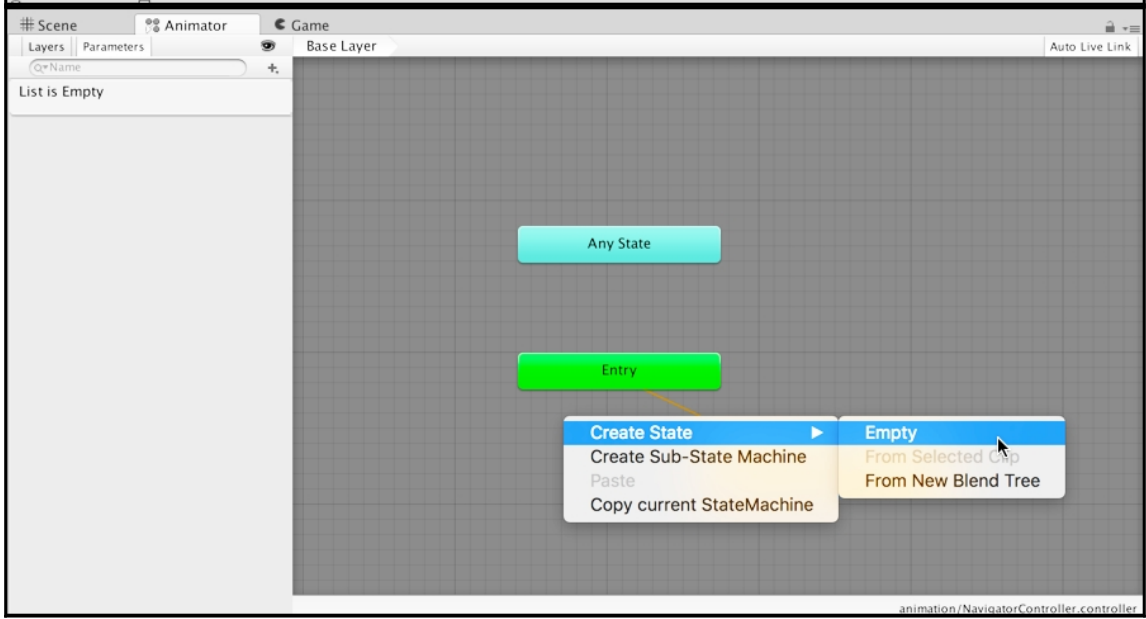 Scene Animator Game
Layers Parameters Base Layer Auto Live Link
Name
List is Empty
Any State
Entry
Create State Empty
Create Sub-State Machine From Selected Clip
Paste From New Blend Tree
Copy current StateMachine
animation/NavigatorController.controller